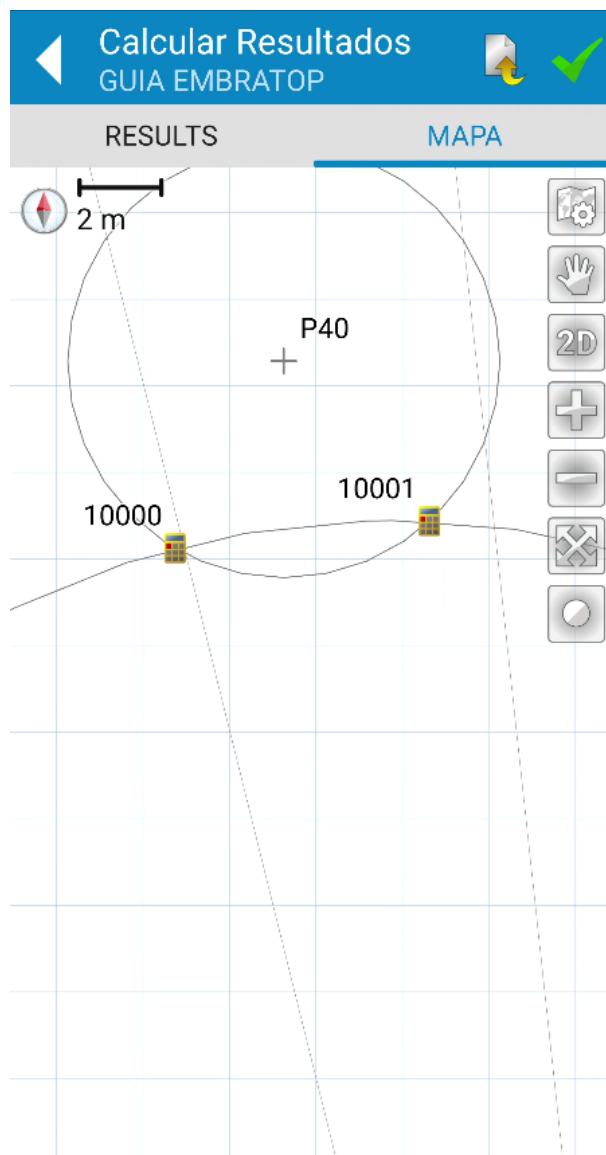 Calcular Resultados
GUIA EMBRATOP
RESULTS
MAPA
2 m
P40
2D
10001
10000